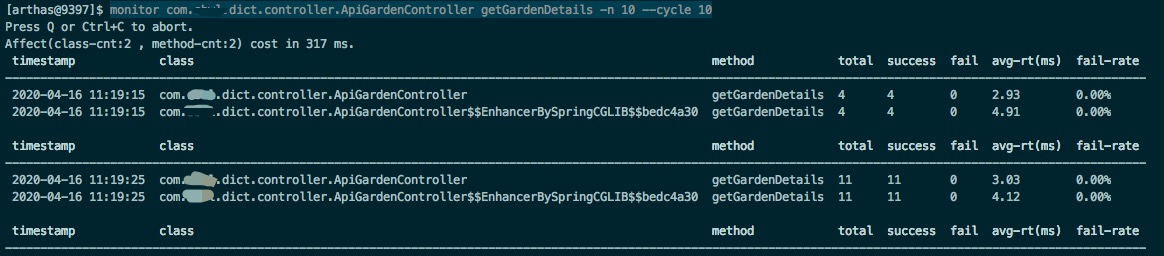 [arthas@9397]$ monitor com. .dict.controller.ApiGardenController getGardenDetails -n 10 --cycle 10
Press Q or Ctrl+C to abort.
Affect(class-cnt:2 , method-cnt:2) cost in 317 ms.
timestamp class method total success fail avg-rt(ms) fail-rate
2020-04-16 11:19:15 com. .dict.controller.ApiGardenController getGardenDetails 4 4 0 2.93 0.00%
2020-04-16 11:19:15 com. .dict.controller.ApiGardenController$$EnhancerBySpringCGLIB$$bedc4a30 getGardenDetails 4 4 0 4.91 0.00%
timestamp class method total success fail avg-rt(ms) fail-rate
2020-04-16 11:19:25 com. .dict.controller.ApiGardenController getGardenDetails 11 11 0 3.03 0.00%
2020-04-16 11:19:25 com. .dict.controller.ApiGardenController$$EnhancerBySpringCGLIB$$bedc4a30 getGardenDetails 11 11 0 4.12 0.00%
timestamp class method total success fail avg-rt(ms) fail-rate